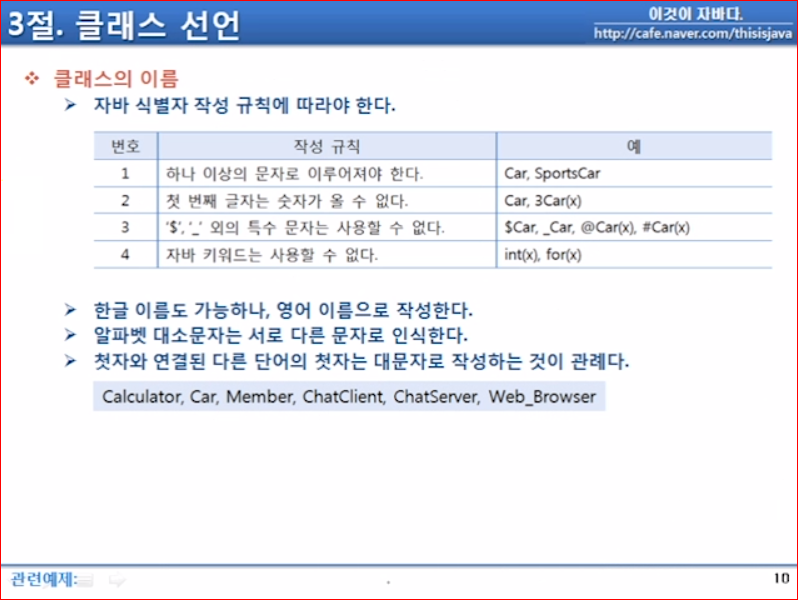 3절. 클래스 선언
이것이 자바다.
http://cafe.naver.com/thisisjava
❖ 클래스의 이름
➢ 자바 식별자 작성 규칙에 따라야 한다.
번호 작성 규칙 예
1 하나 이상의 문자로 이루어져야 한다. Car, SportsCar
2 첫 번째 글자는 숫자가 올 수 없다. Car, 3Car(x)
3 '$', '_' 외의 특수 문자는 사용할 수 없다. $Car, _Car, @Car(x), #Car(x)
4 자바 키워드는 사용할 수 없다. int(x), for(x)
➢ 한글 이름도 가능하나, 영어 이름으로 작성한다.
➢ 알파벳 대소문자는 서로 다른 문자로 인식한다.
➢ 첫자와 연결된 다른 단어의 첫자는 대문자로 작성하는 것이 관례다.
Calculator, Car, Member, ChatClient, ChatServer, Web_Browser
관련예제:
10